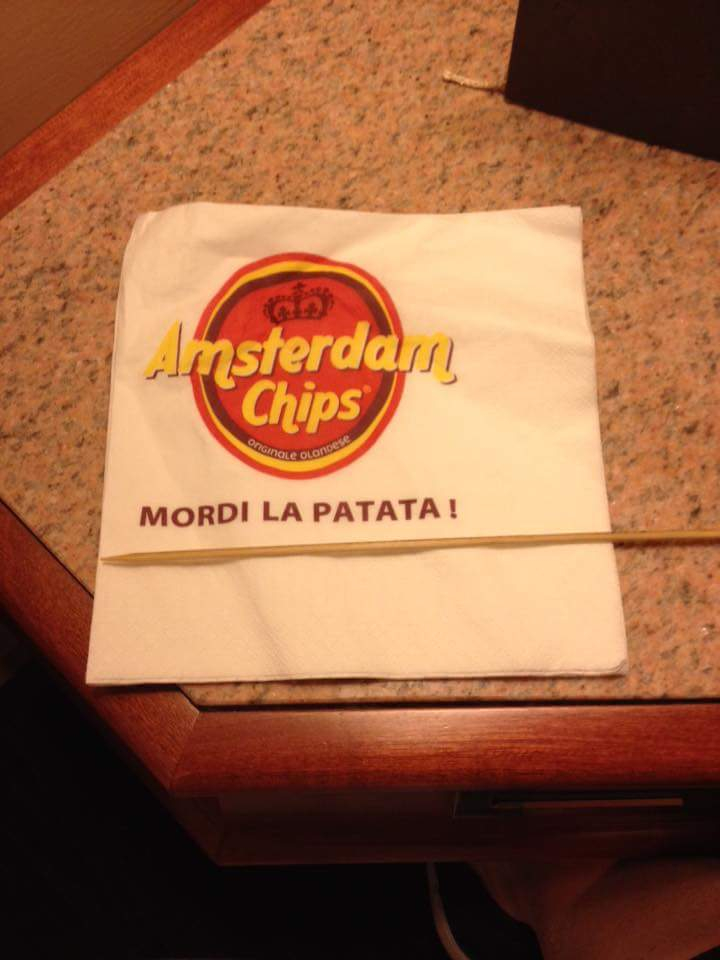 Amsterdam
Chips®
ORIGINALE OLANDESE
MORDI LA PATATA !